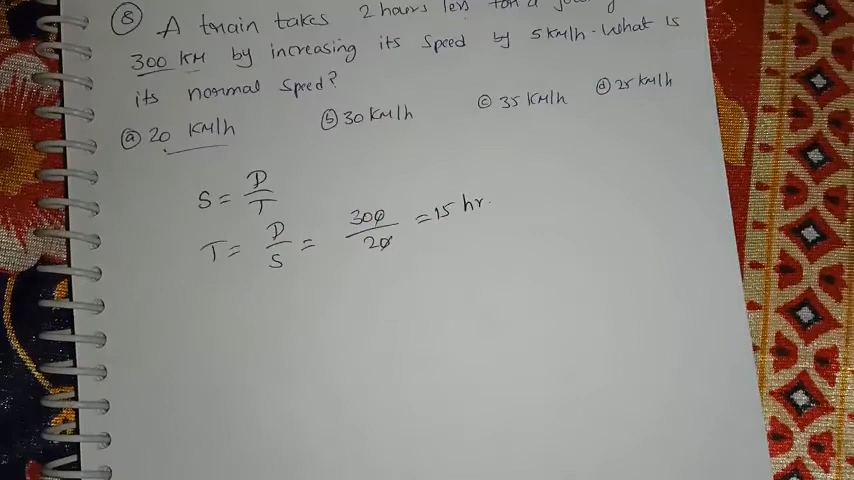 ⑧ A train takes 2 hours less for a
300 KM by increasing its speed by 5 KM/h. What is
its normal speed?
ⓐ 20 KM/h ⓑ 30 KM/h ⓒ 35 KM/h ⓓ 25 KM/h
S = D/T
T = D/S = 300/20 = 15 hr.